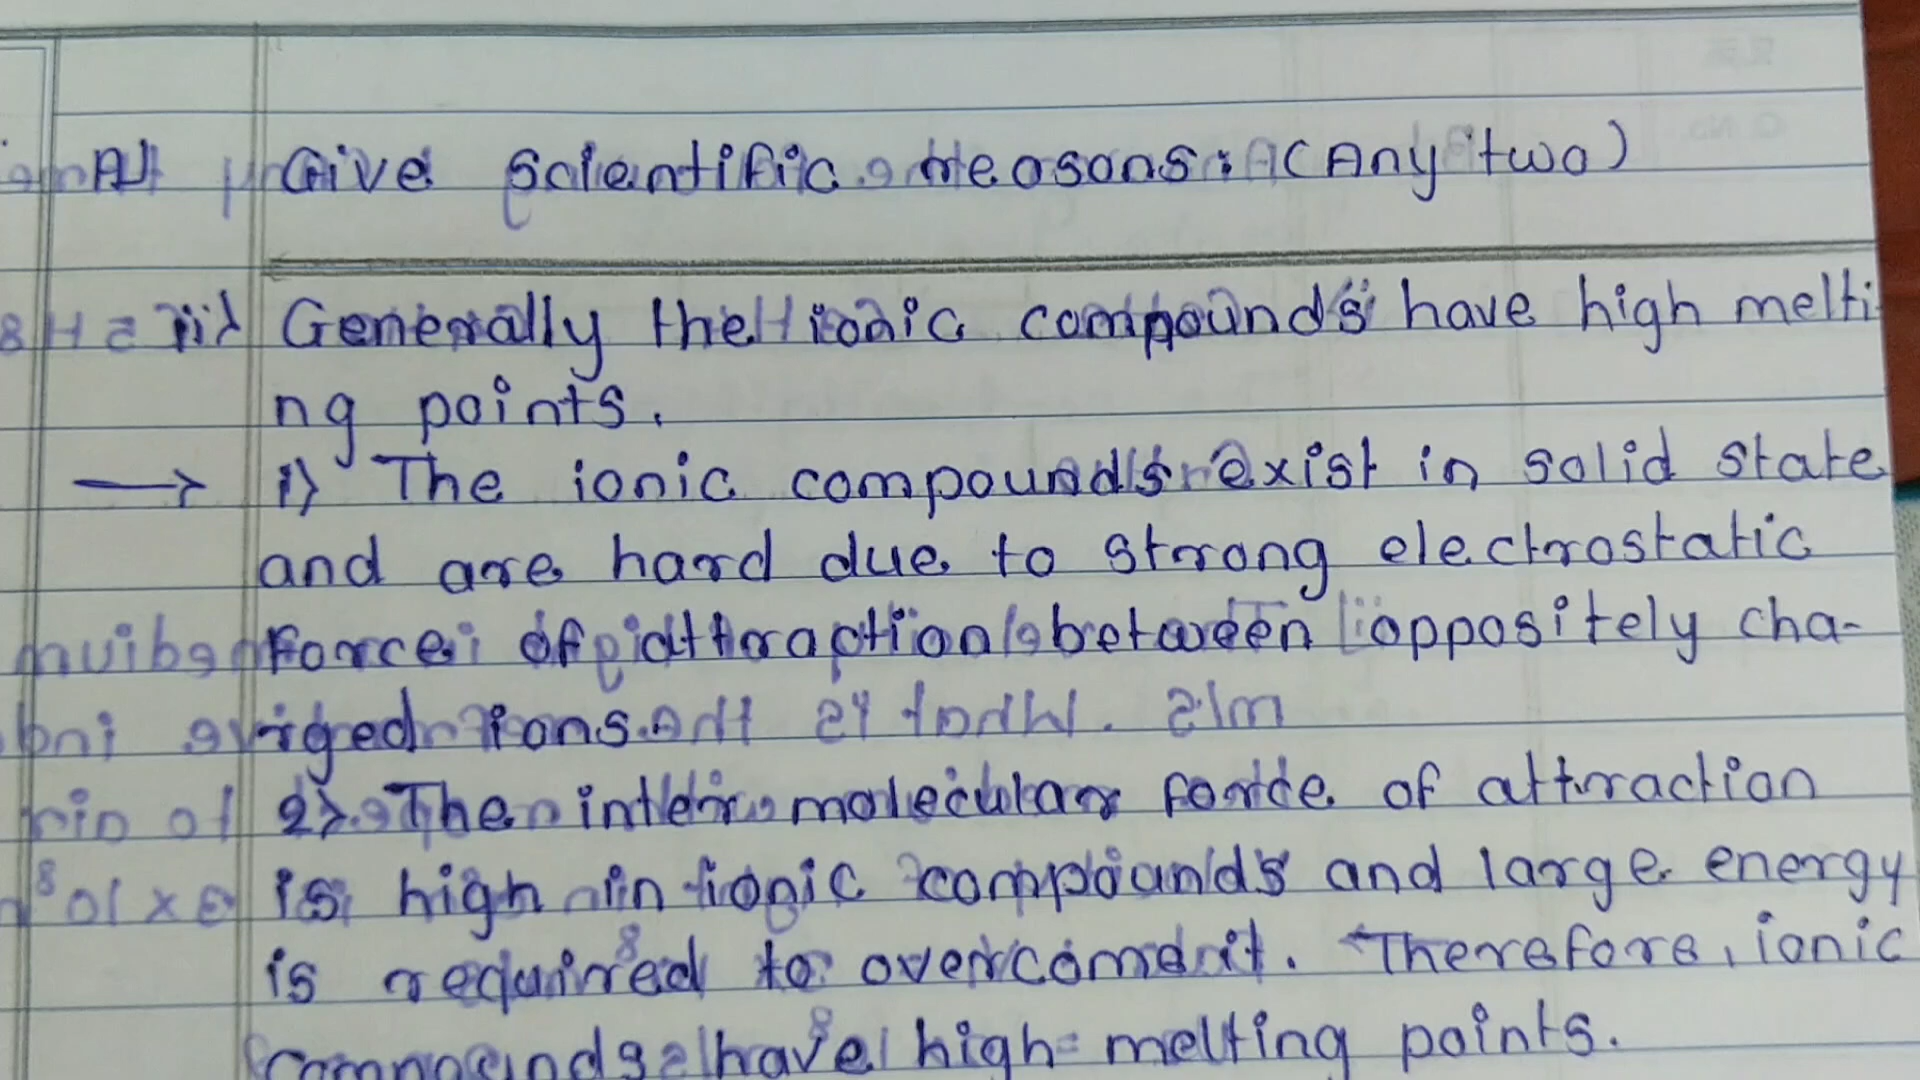 A) Give Scientific reasons : (Any two)
ii) Generally the ionic compounds have high melti
ng points.
→ 1) The ionic compounds exist in solid state
and are hard due to strong electrostatic
force of attraction between oppositely cha-
rged ions.
2) The intermolecular force of attraction
is high in ionic compounds and large energy
is required to overcome it. Therefore, ionic
compounds have high melting points.